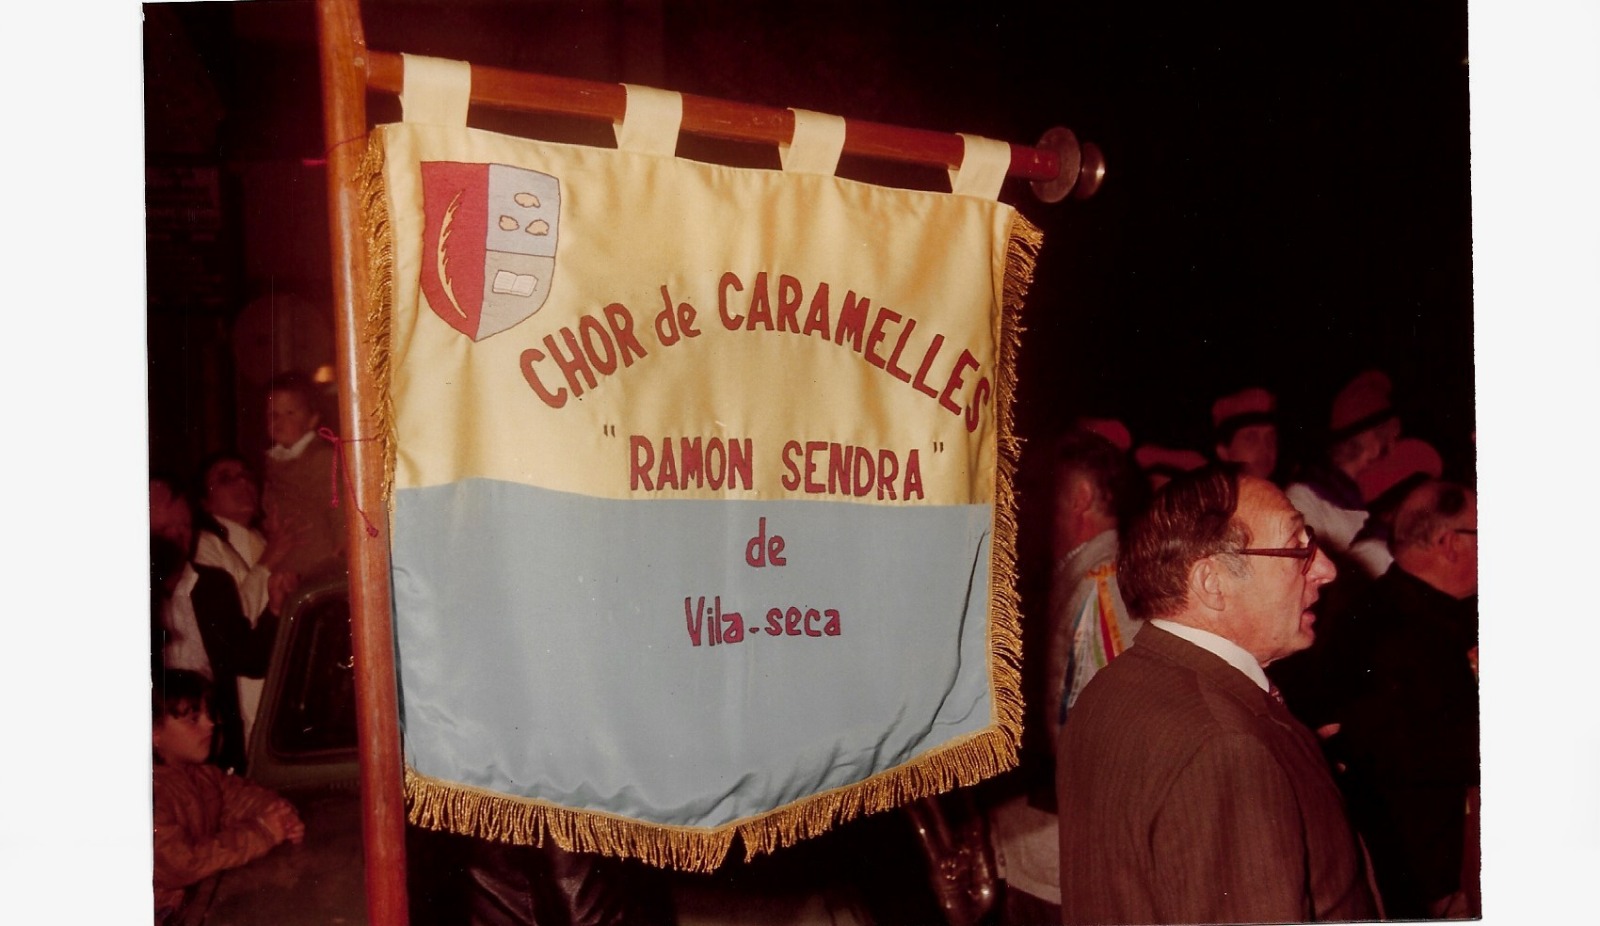 CHOR de CARAMELLES
"RAMON SENDRA"
de
Vila-seca